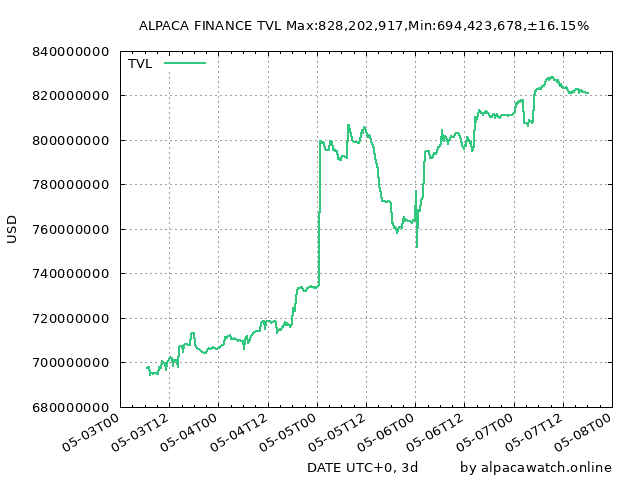 ALPACA FINANCE TVL Max:828,202,917,Min:694,423,678,±16.15%
TVL
840000000
820000000
800000000
780000000
760000000
740000000
720000000
700000000
680000000
USD
05-03T00
05-03T12
05-04T00
05-04T12
05-05T00
05-05T12
05-06T00
05-06T12
05-07T00
05-07T12
05-08T00
DATE UTC+0, 3d
by alpacawatch.online